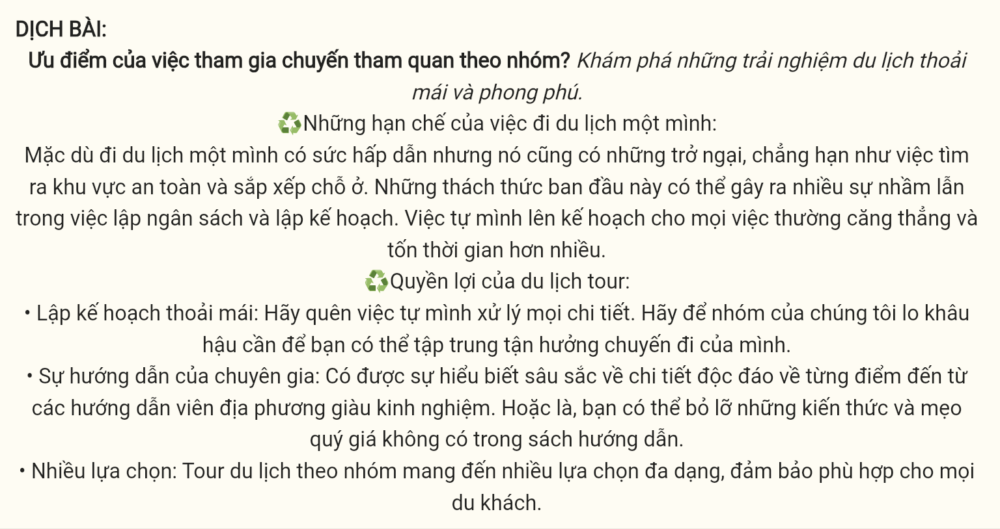 DỊCH BÀI:
Ưu điểm của việc tham gia chuyến tham quan theo nhóm? Khám phá những trải nghiệm du lịch thoải
mái và phong phú.
♻️Những hạn chế của việc đi du lịch một mình:
Mặc dù đi du lịch một mình có sức hấp dẫn nhưng nó cũng có những trở ngại, chẳng hạn như việc tìm
ra khu vực an toàn và sắp xếp chỗ ở. Những thách thức ban đầu này có thể gây ra nhiều sự nhầm lẫn
trong việc lập ngân sách và lập kế hoạch. Việc tự mình lên kế hoạch cho mọi việc thường căng thẳng và
tốn thời gian hơn nhiều.
♻️Quyền lợi của du lịch tour:
• Lập kế hoạch thoải mái: Hãy quên việc tự mình xử lý mọi chi tiết. Hãy để nhóm của chúng tôi lo khâu
hậu cần để bạn có thể tập trung tận hưởng chuyến đi của mình.
• Sự hướng dẫn của chuyên gia: Có được sự hiểu biết sâu sắc về chi tiết độc đáo về từng điểm đến từ
các hướng dẫn viên địa phương giàu kinh nghiệm. Hoặc là, bạn có thể bỏ lỡ những kiến thức và mẹo
quý giá không có trong sách hướng dẫn.
• Nhiều lựa chọn: Tour du lịch theo nhóm mang đến nhiều lựa chọn đa dạng, đảm bảo phù hợp cho mọi
du khách.